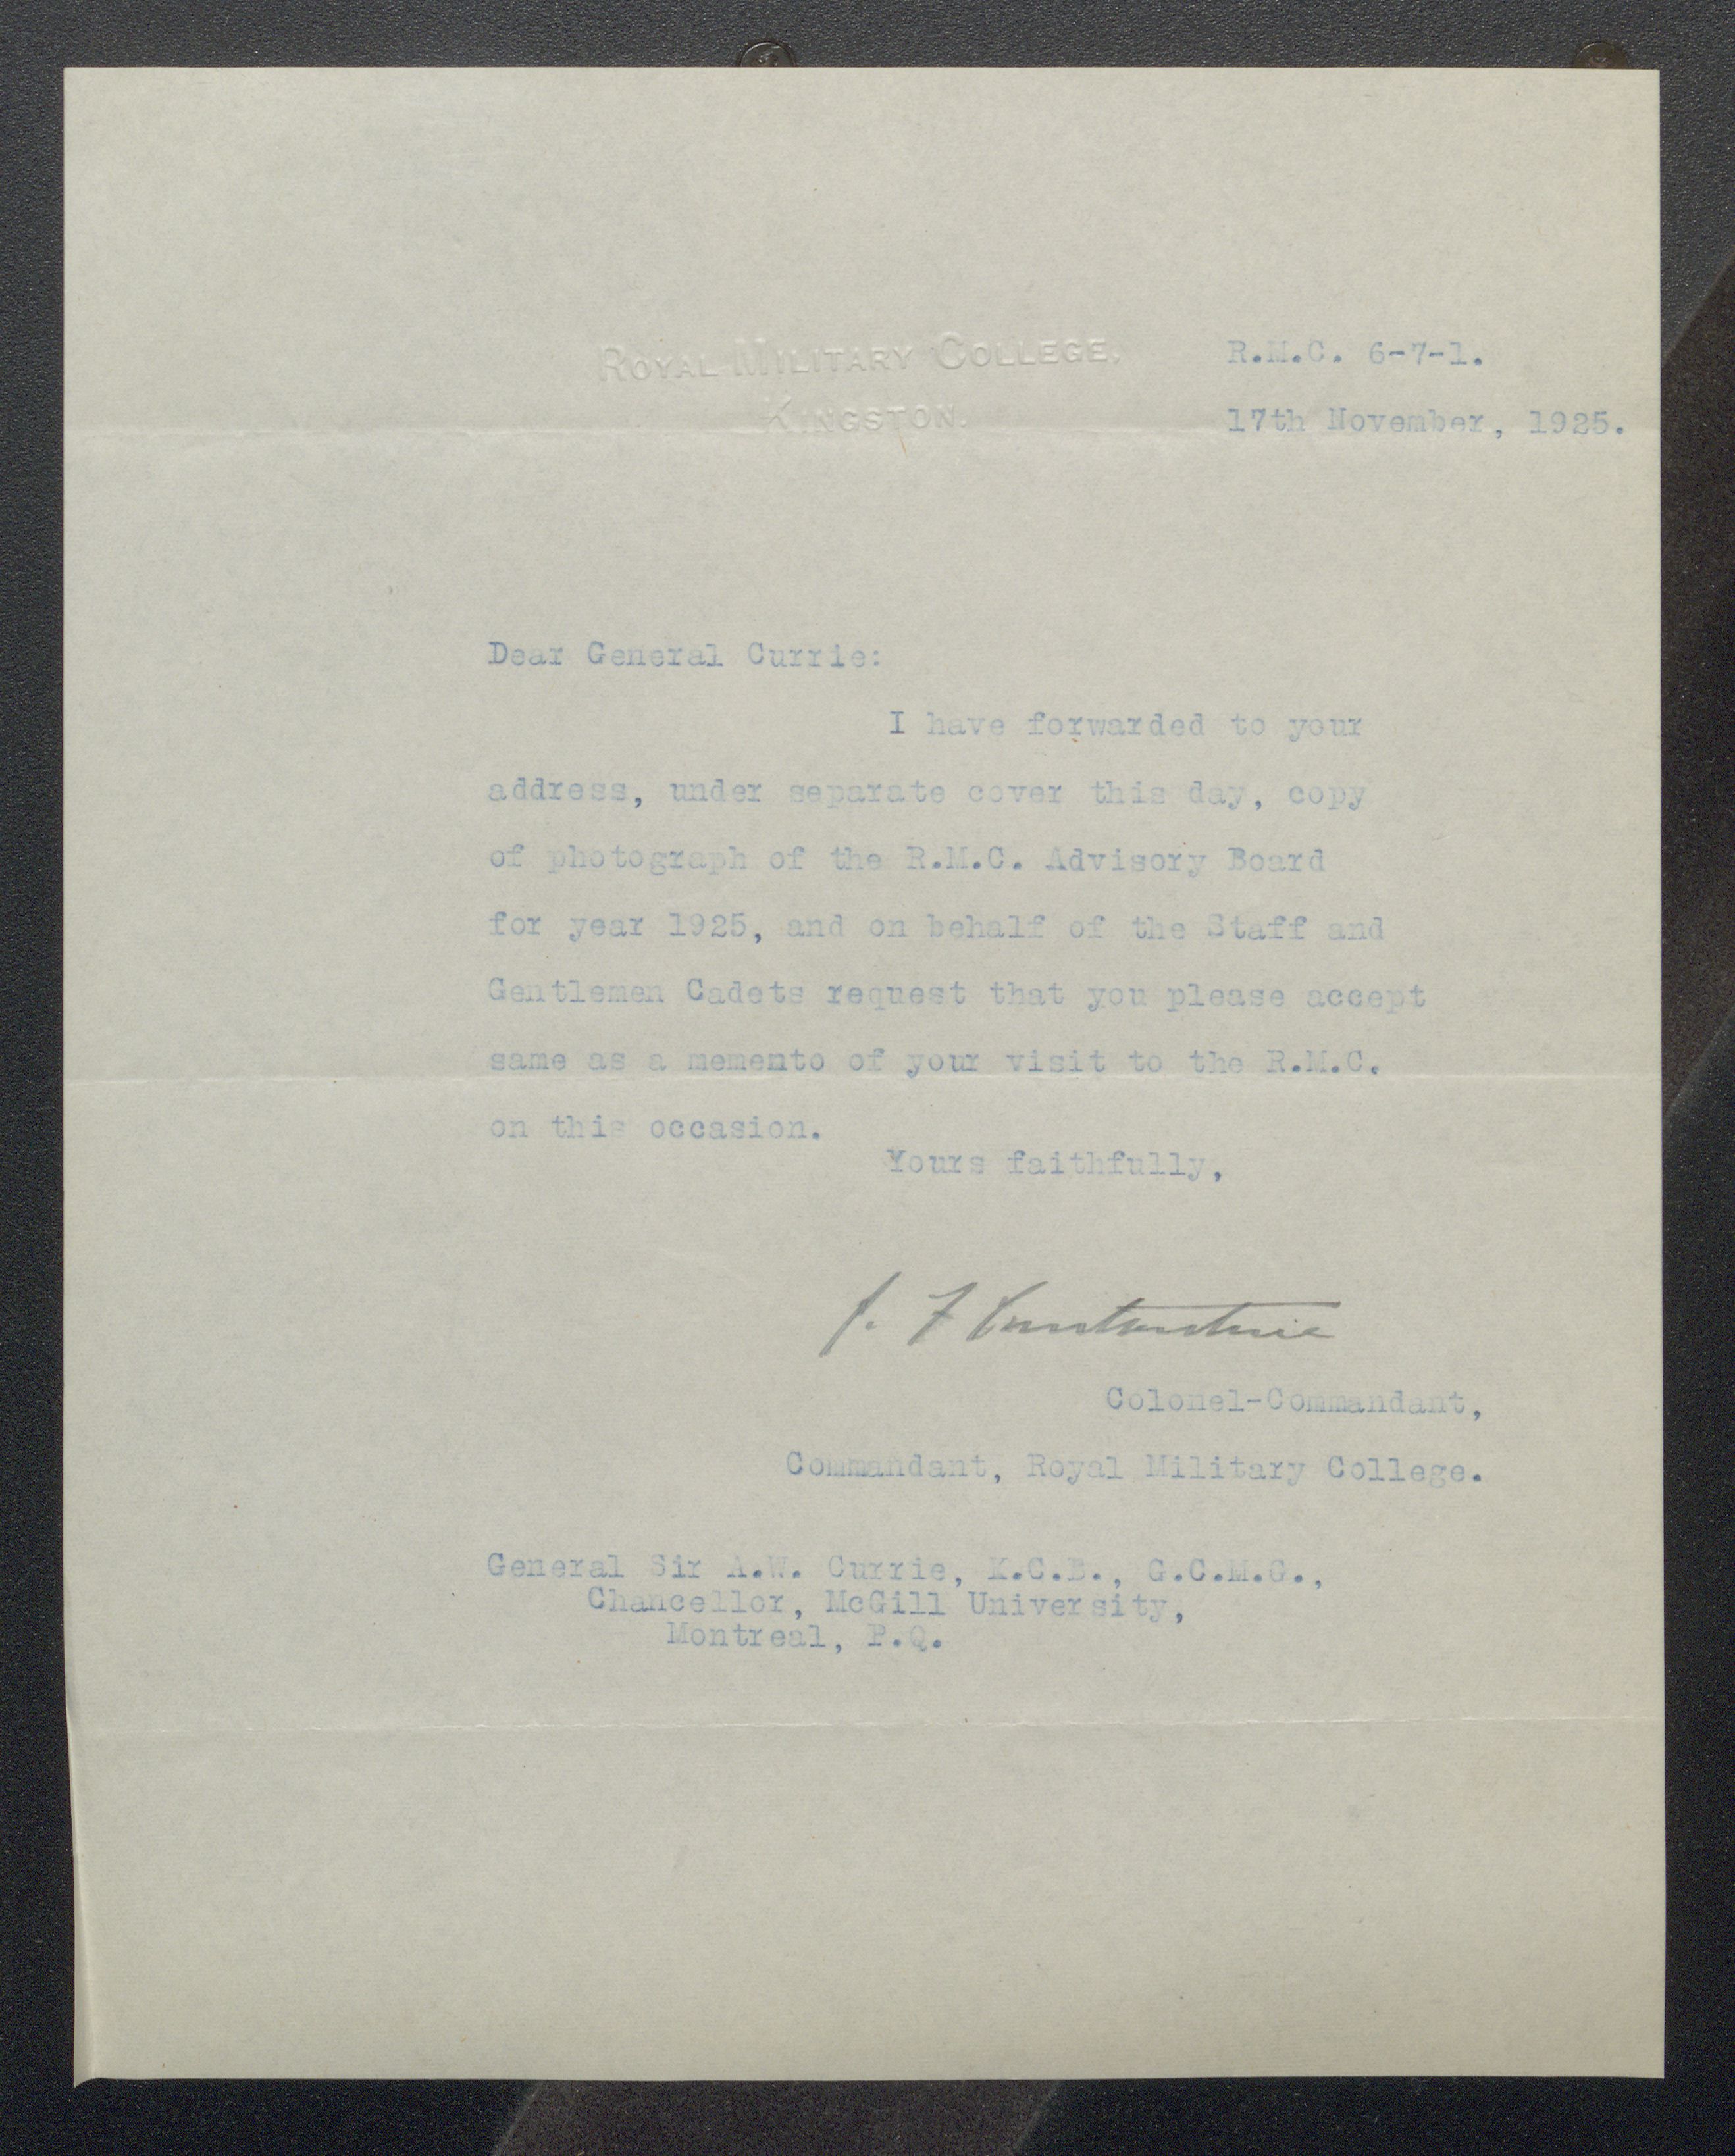 ROYAL MILITARY COLLEGE.
KINGSTON.
R.M.C. 6-7-1.
17th November, 1925.
Dear General Currie:
I have forwarded to your
address, under separate cover this day, copy
of photograph of the R.M.C. Advisory Board
for year 1925, and on behalf of the Staff and
Gentlemen Cadets request that you please accept
same as a memento of your visit to the R.M.C.
on this occasion.
Yours faithfully,
C. F Constantine
Colonel-Commandant,
Commandant, Royal Military College.
General Sir A.W. Currie, K.C.B., G.C.M.G.,
Chancellor, McGill University,
Montreal, P.Q.